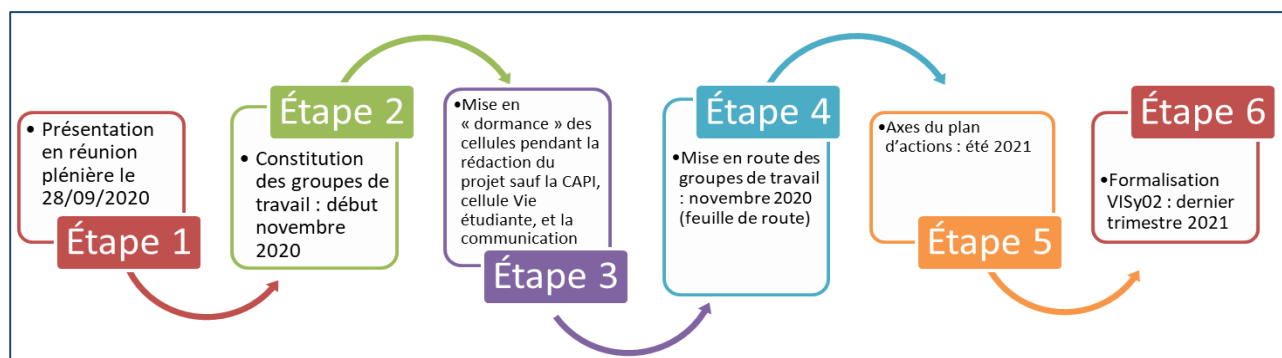 • Présentation
en réunion
plénière le
28/09/2020
Étape 1
Étape 2
• Constitution
des groupes de
travail : début
novembre
2020
•Mise en
« dormance » des
cellules pendant la
rédaction du
projet sauf la CAPI,
cellule Vie
étudiante, et la
communication
Étape 3
Étape 4
•Mise en route des
groupes de travail
: novembre 2020
(feuille de route)
•Axes du plan
d’actions : été 2021
Étape 5
Étape 6
•Formalisation
VISy02 : dernier
trimestre 2021